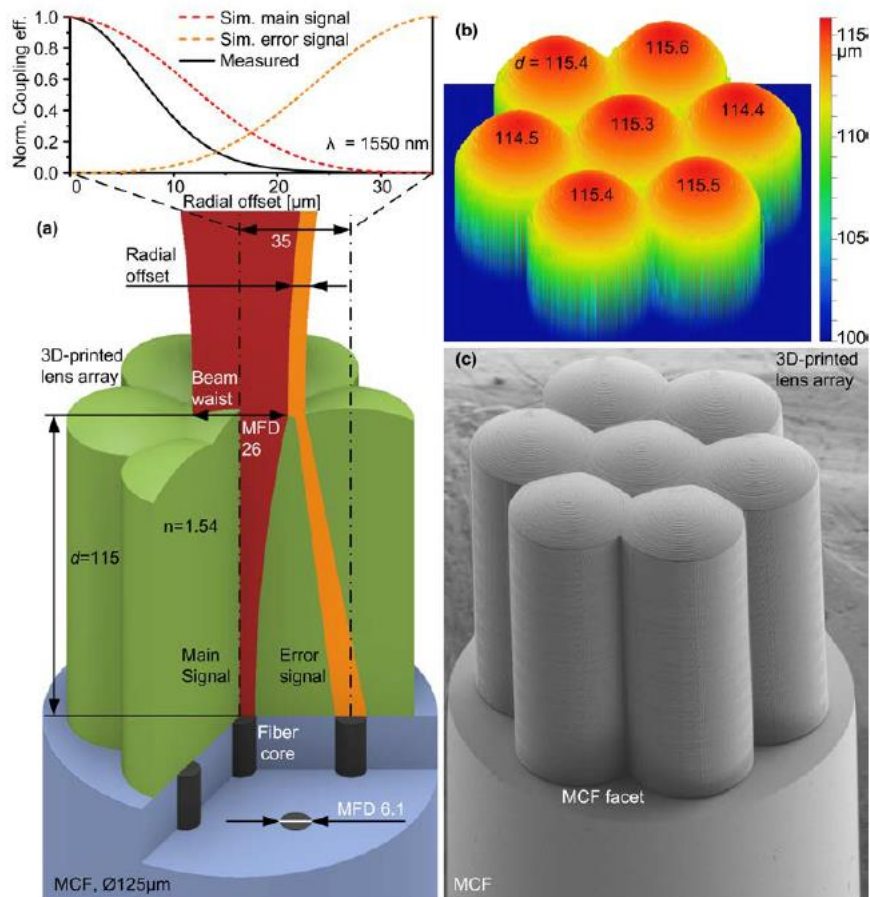 1.0
0.8
0.6
0.4
0.2
0.0
Norm. Coupling eff.
Sim. main signal
Sim. error signal
Measured
λ = 1550 nm
0
10
20
30
Radial offset [µm]
(a)
35
Radial
offset
3D-printed
lens array
Beam
waist
MFD
26
n=1.54
d=115
Main
Signal
Error
signal
Fiber
core
MFD 6.1
MCF, Ø125µm
(b)
d = 115.4
115.6
114.5
115.3
114.4
115.4
115.5
115
µm
110
105
100
(c)
3D-printed
lens array
MCF facet
MCF